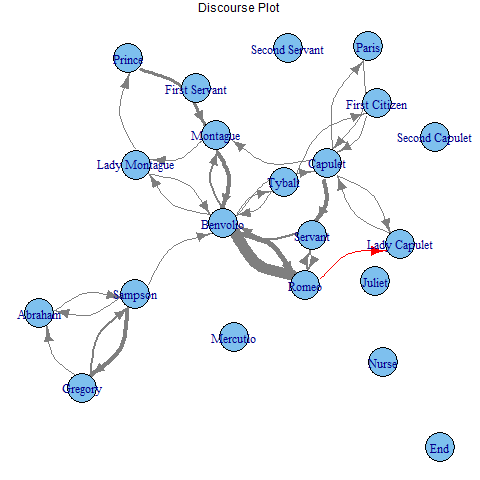 Discourse Plot
Second Servant
Paris
Prince
First Servant
First Citizen
Montague
Second Capulet
Lady Montague
Capulet
Tybalt
Benvolio
Servant
Lady Capulet
Juliet
Romeo
Sampson
Abraham
Mercutio
Nurse
Gregory
End